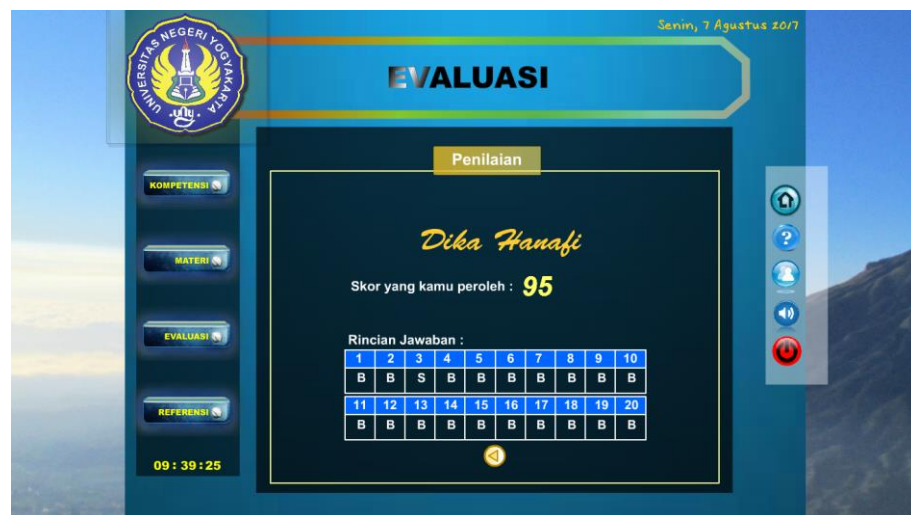 Senin, 7 Agustus 2017
UNIVERSITAS NEGERI YOGYAKARTA
EVALUASI
Penilaian
KOMPETENSI
MATERI
EVALUASI
REFERENSI
09:39:25
Dika Hanafi
Skor yang kamu peroleh : 95
Rincian Jawaban :
1 2 3 4 5 6 7 8 9 10
B B S B B B B B B B
11 12 13 14 15 16 17 18 19 20
B B B B B B B B B B
?